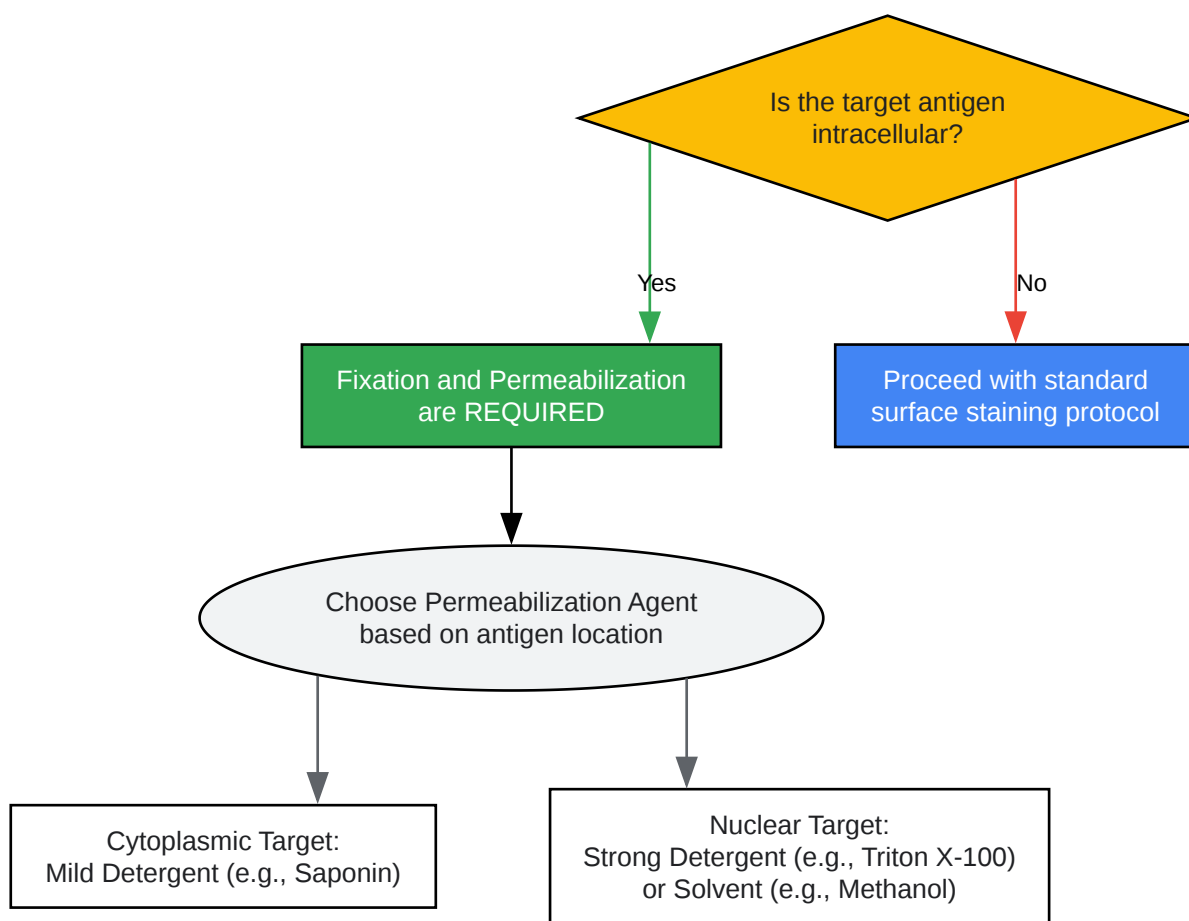 Is the target antigen
intracellular?
Yes
No
Fixation and Permeabilization
are REQUIRED
Proceed with standard
surface staining protocol
Choose Permeabilization Agent
based on antigen location
Cytoplasmic Target:
Mild Detergent (e.g., Saponin)
Nuclear Target:
Strong Detergent (e.g., Triton X-100)
or Solvent (e.g., Methanol)